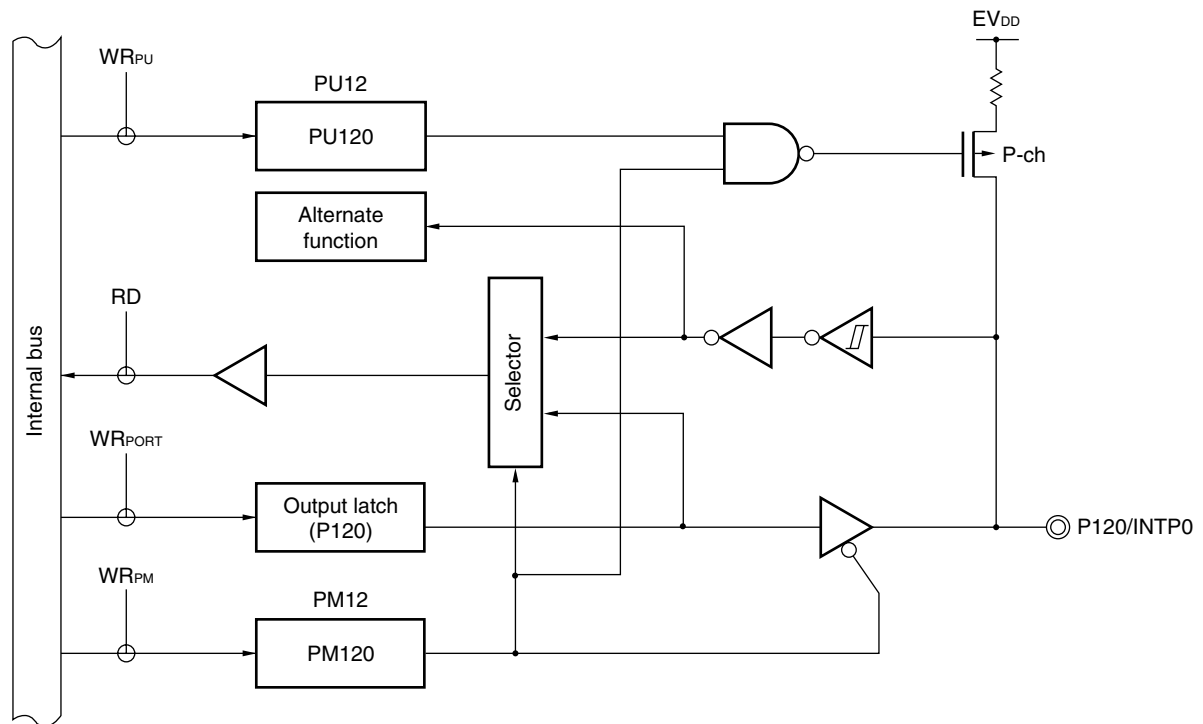 EVDD
WRPU
PU12
PU120
P-ch
Alternate
function
RD
Selector
Internal bus
WRPORT
Output latch
(P120)
P120/INTP0
WRPM
PM12
PM120